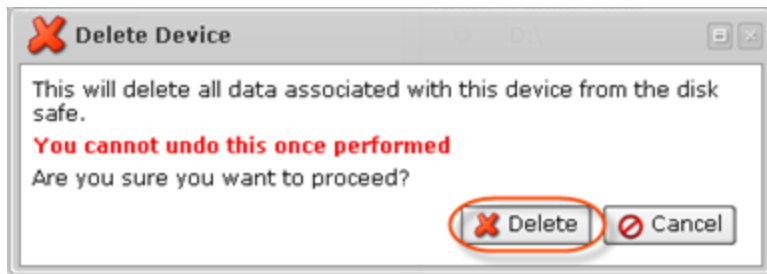 Delete Device
D:\
This will delete all data associated with this device from the disk
safe.
You cannot undo this once performed
Are you sure you want to proceed?
Delete Cancel